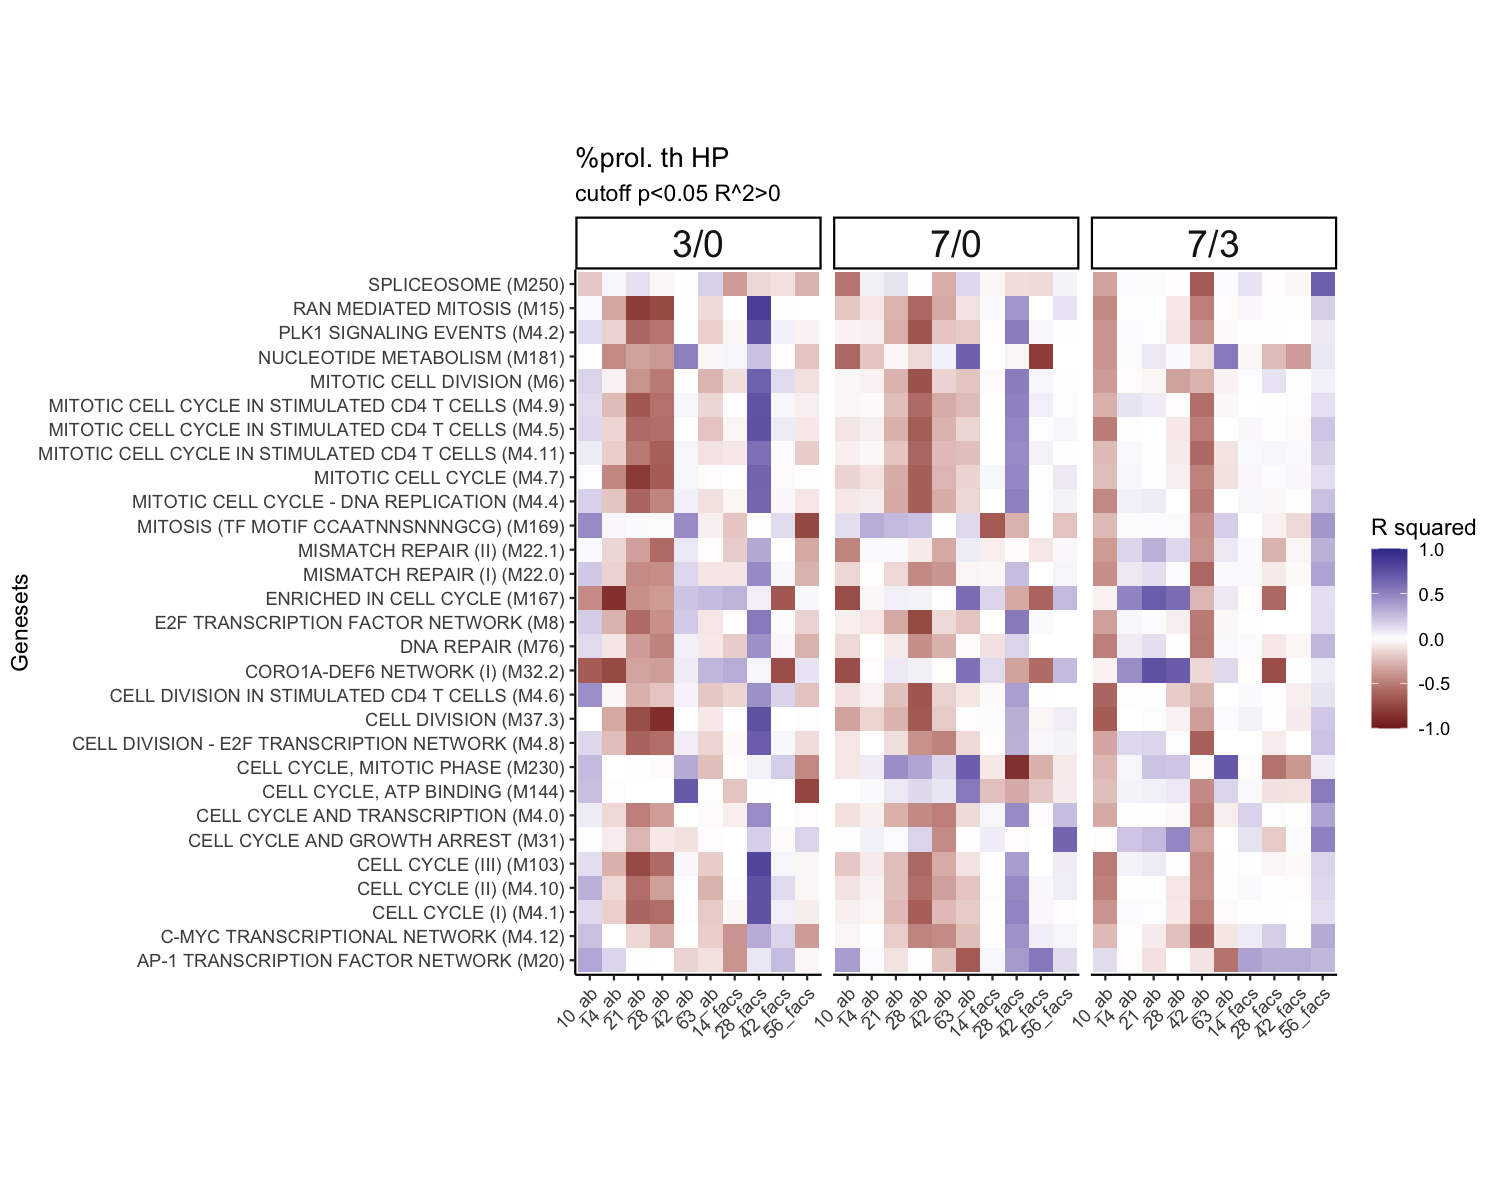 %prol. th HP
cutoff p<0.05 R^2>0
3/0 7/0 7/3
SPLICEOSOME (M250)
RAN MEDIATED MITOSIS (M15)
PLK1 SIGNALING EVENTS (M4.2)
NUCLEOTIDE METABOLISM (M181)
MITOTIC CELL DIVISION (M6)
MITOTIC CELL CYCLE IN STIMULATED CD4 T CELLS (M4.9)
MITOTIC CELL CYCLE IN STIMULATED CD4 T CELLS (M4.5)
MITOTIC CELL CYCLE IN STIMULATED CD4 T CELLS (M4.11)
MITOTIC CELL CYCLE (M4.7)
MITOTIC CELL CYCLE - DNA REPLICATION (M4.4)
MITOSIS (TF MOTIF CCAATNNSNNNGCG) (M169)
MISMATCH REPAIR (II) (M22.1)
MISMATCH REPAIR (I) (M22.0)
ENRICHED IN CELL CYCLE (M167)
E2F TRANSCRIPTION FACTOR NETWORK (M8)
DNA REPAIR (M76)
CORO1A-DEF6 NETWORK (I) (M32.2)
CELL DIVISION IN STIMULATED CD4 T CELLS (M4.6)
CELL DIVISION (M37.3)
CELL DIVISION - E2F TRANSCRIPTION NETWORK (M4.8)
CELL CYCLE, MITOTIC PHASE (M230)
CELL CYCLE, ATP BINDING (M144)
CELL CYCLE AND TRANSCRIPTION (M4.0)
CELL CYCLE AND GROWTH ARREST (M31)
CELL CYCLE (III) (M103)
CELL CYCLE (II) (M4.10)
CELL CYCLE (I) (M4.1)
C-MYC TRANSCRIPTIONAL NETWORK (M4.12)
AP-1 TRANSCRIPTION FACTOR NETWORK (M20)
Genesets
10_ab 14_ab 21_ab 28_ab 42_ab 63_ab 14_facs 28_facs 42_facs 56_facs
10_ab 14_ab 21_ab 28_ab 42_ab 63_ab 14_facs 28_facs 42_facs 56_facs
10_ab 14_ab 21_ab 28_ab 42_ab 63_ab 14_facs 28_facs 42_facs 56_facs
R squared
1.0
0.5
0.0
-0.5
-1.0